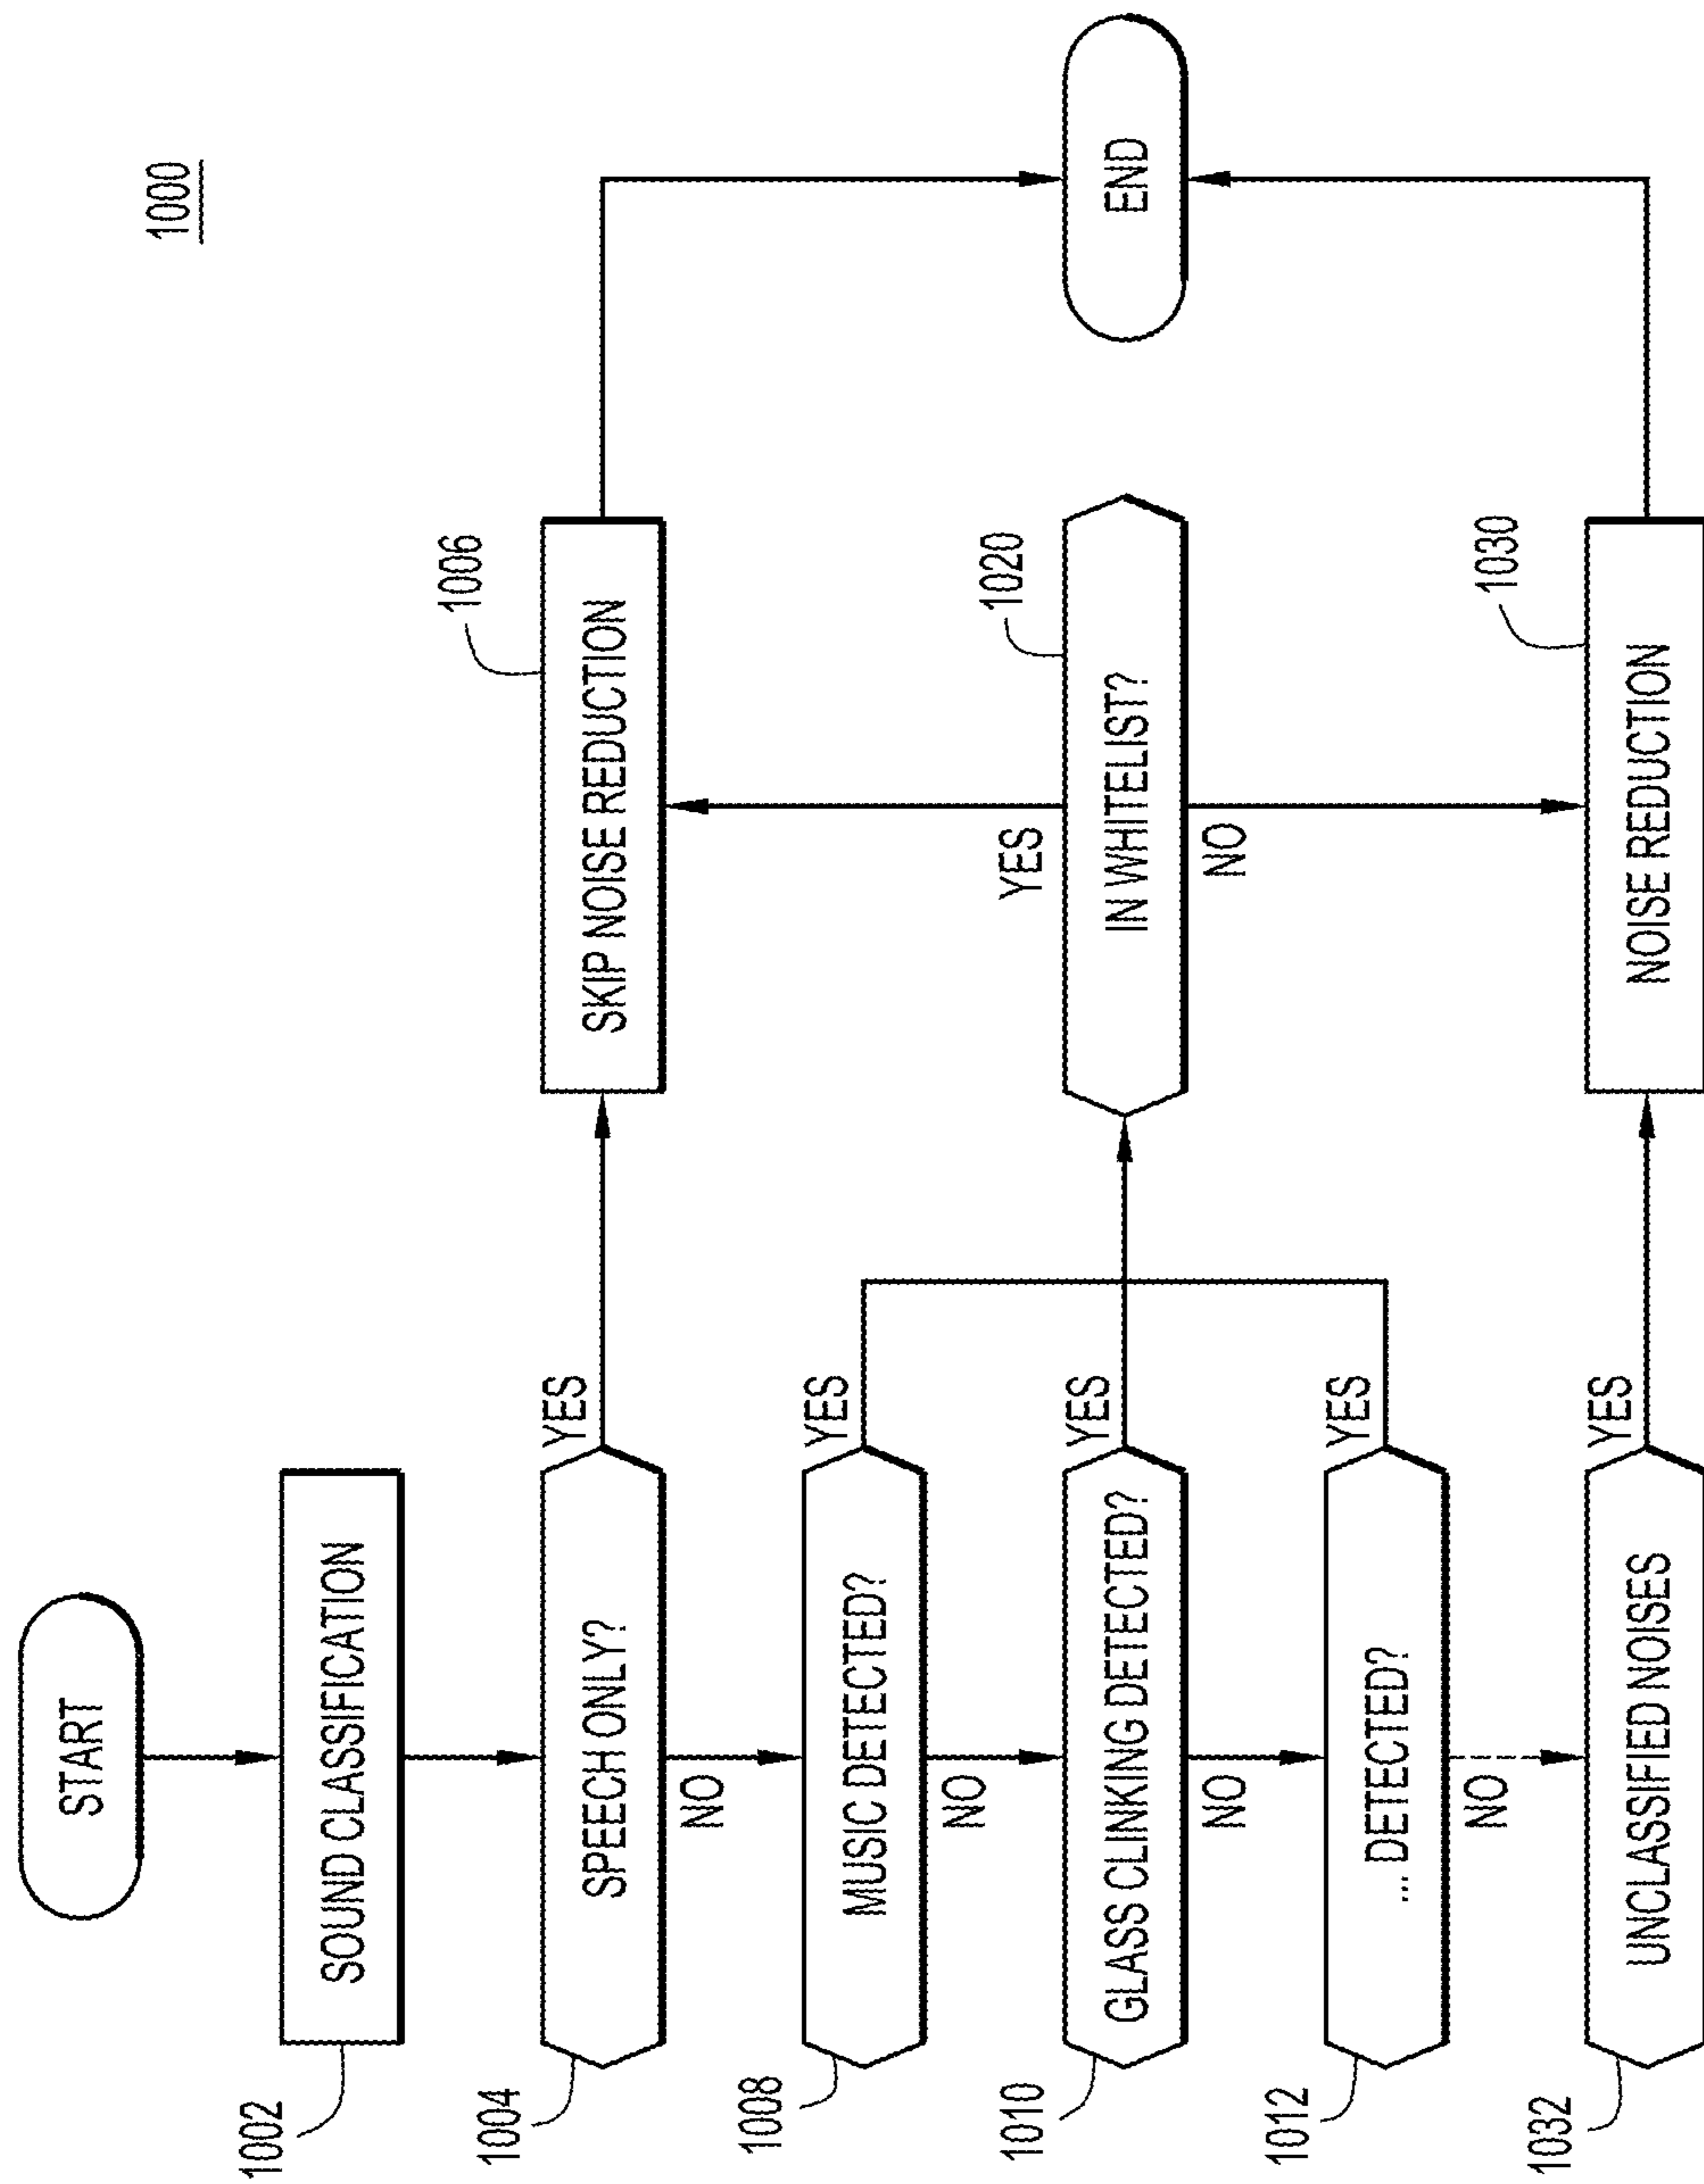 1000
START
1002
SOUND CLASSIFICATION
1004
SPEECH ONLY?
YES
NO
1006
SKIP NOISE REDUCTION
1008
MUSIC DETECTED?
YES
NO
1010
GLASS CLINKING DETECTED?
YES
NO
1020
IN WHITELIST?
YES
NO
END
1012
... DETECTED?
YES
NO
1032
UNCLASSIFIED NOISES
YES
1030
NOISE REDUCTION